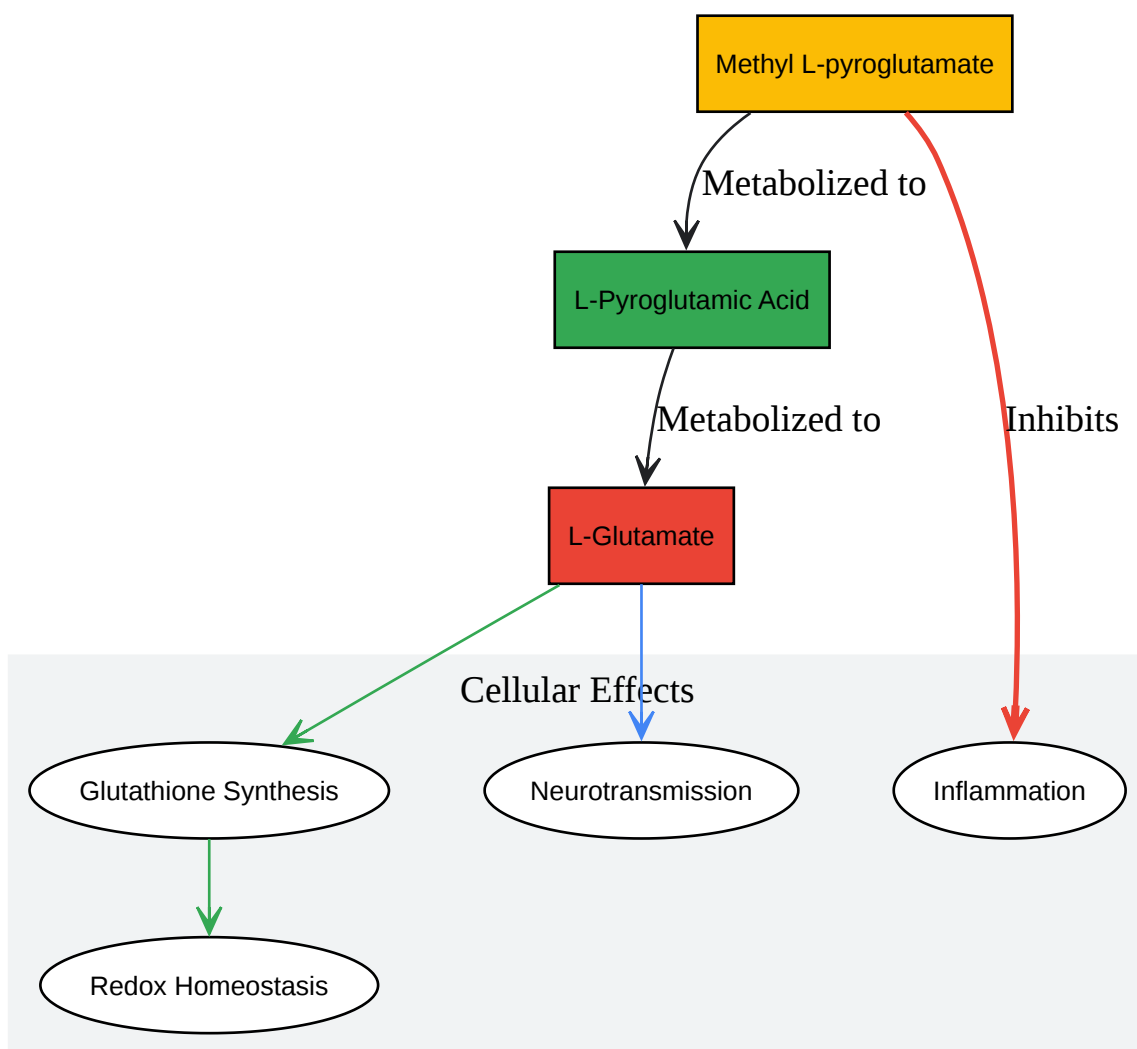 Methyl L-pyroglutamate
Metabolized to
L-Pyroglutamic Acid
Metabolized to
Inhibits
L-Glutamate
Cellular Effects
Glutathione Synthesis
Neurotransmission
Inflammation
Redox Homeostasis